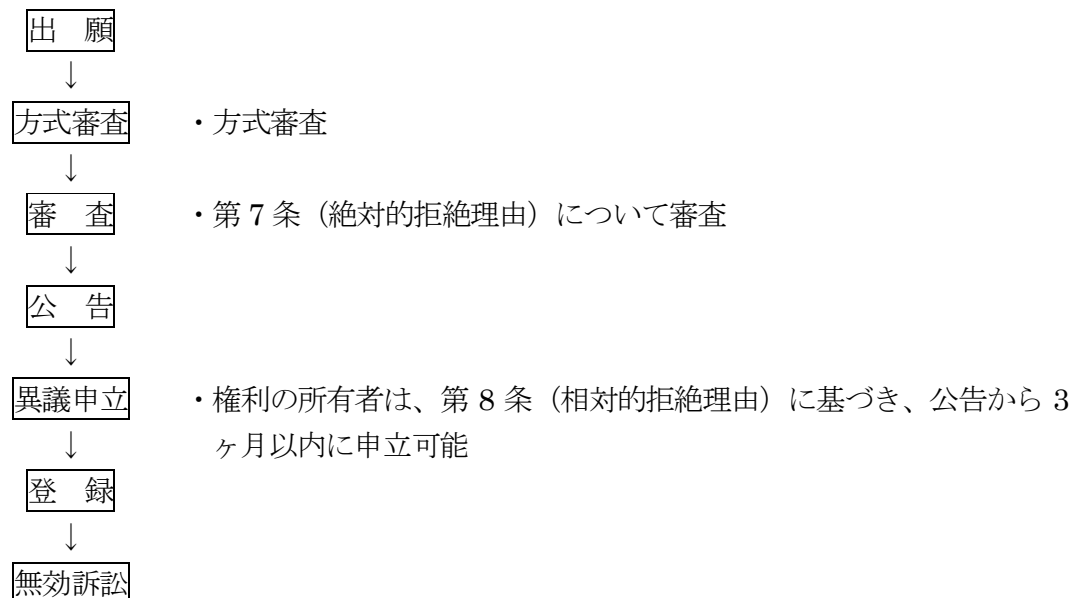 出　願
↓
方式審査　・方式審査
↓
審　査　・第 7 条（絶対的拒絶理由）について審査
↓
公　告
↓
異議申立　・権利の所有者は、第 8 条（相対的拒絶理由）に基づき、公告から 3
↓　ヶ月以内に申立可能
登　録
↓
無効訴訟